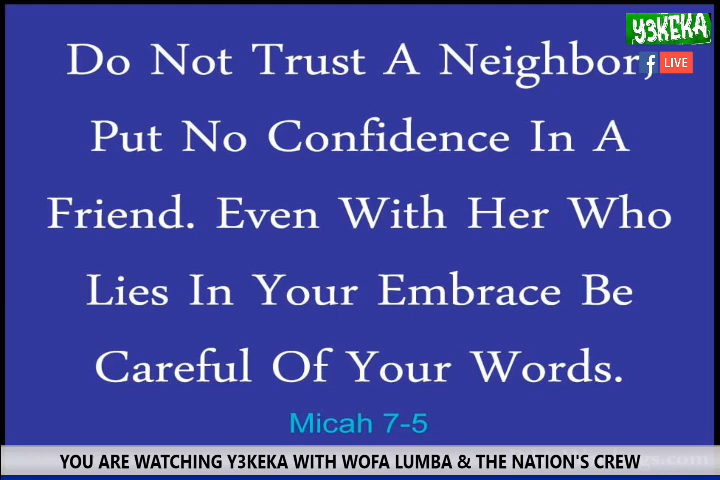 Y3KEKA
f LIVE
Do Not Trust A Neighbor;
Put No Confidence In A
Friend. Even With Her Who
Lies In Your Embrace Be
Careful Of Your Words.
Micah 7-5
YOU ARE WATCHING Y3KEKA WITH WOFA LUMBA & THE NATION'S CREW